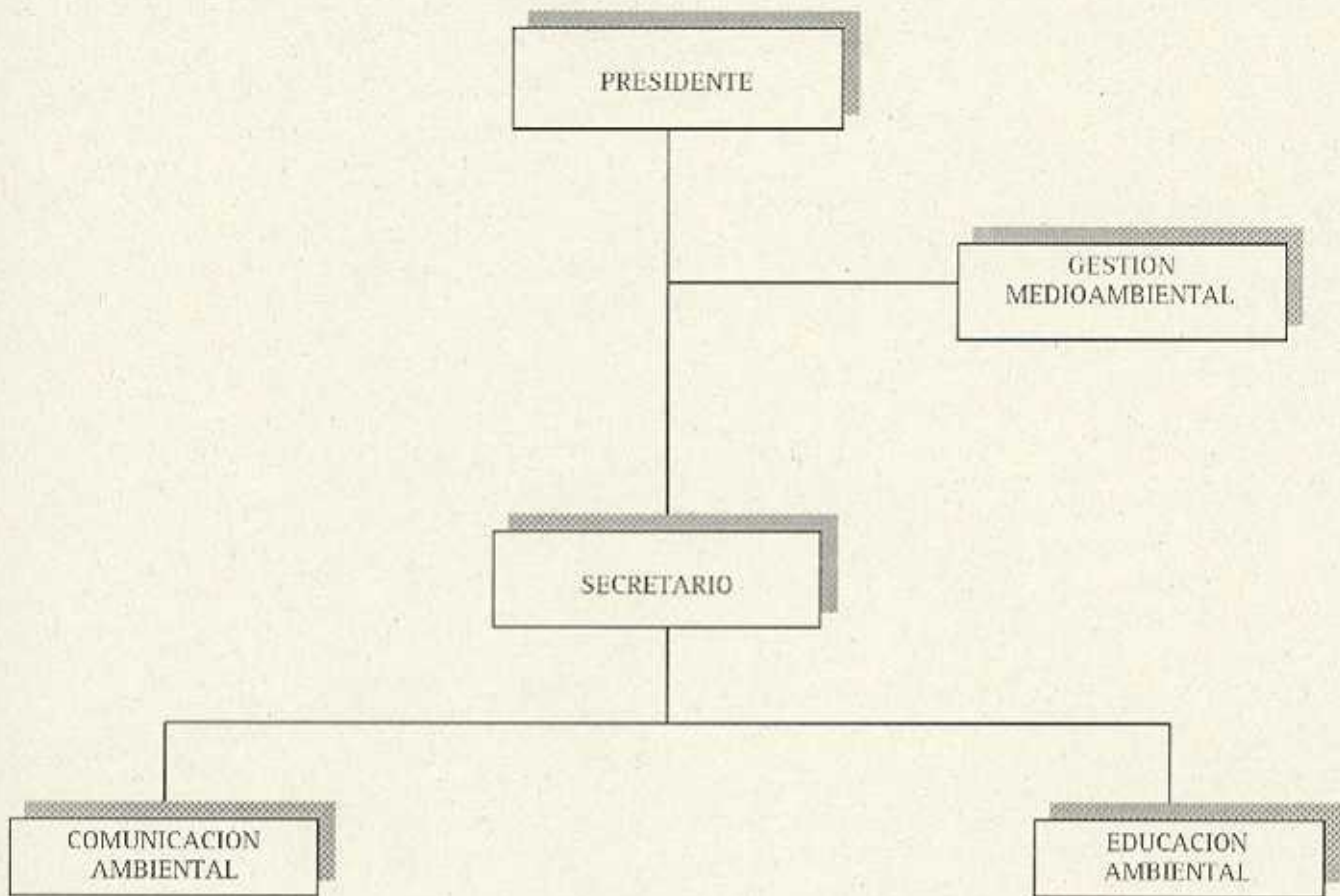 PRESIDENTE
GESTION
MEDIOAMBIENTAL
SECRETARIO
COMUNICACION
AMBIENTAL
EDUCACION
AMBIENTAL